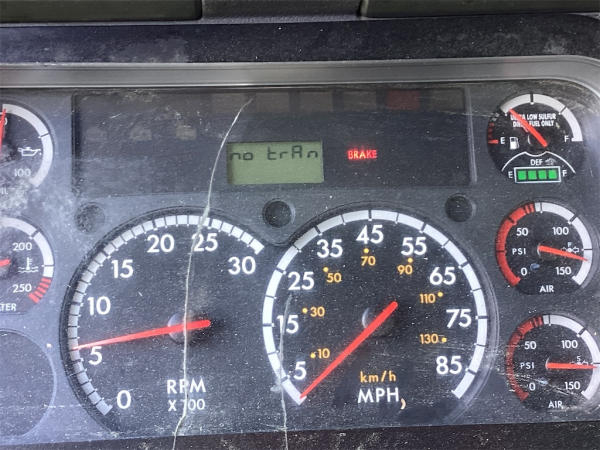 no trAn
BRAKE
ULTRA LOW SULFUR
DIESEL FUEL ONLY
E F
DEF
E F
100
200
250
0 5 10 15 20 25 30
RPM
X 100
5 15 25 35 45 55 65 75 85
10 30 50 70 90 110 130
km/h
MPH
0 50 100 150
PSI
P
AIR
0 50 100 150
PSI
S
AIR